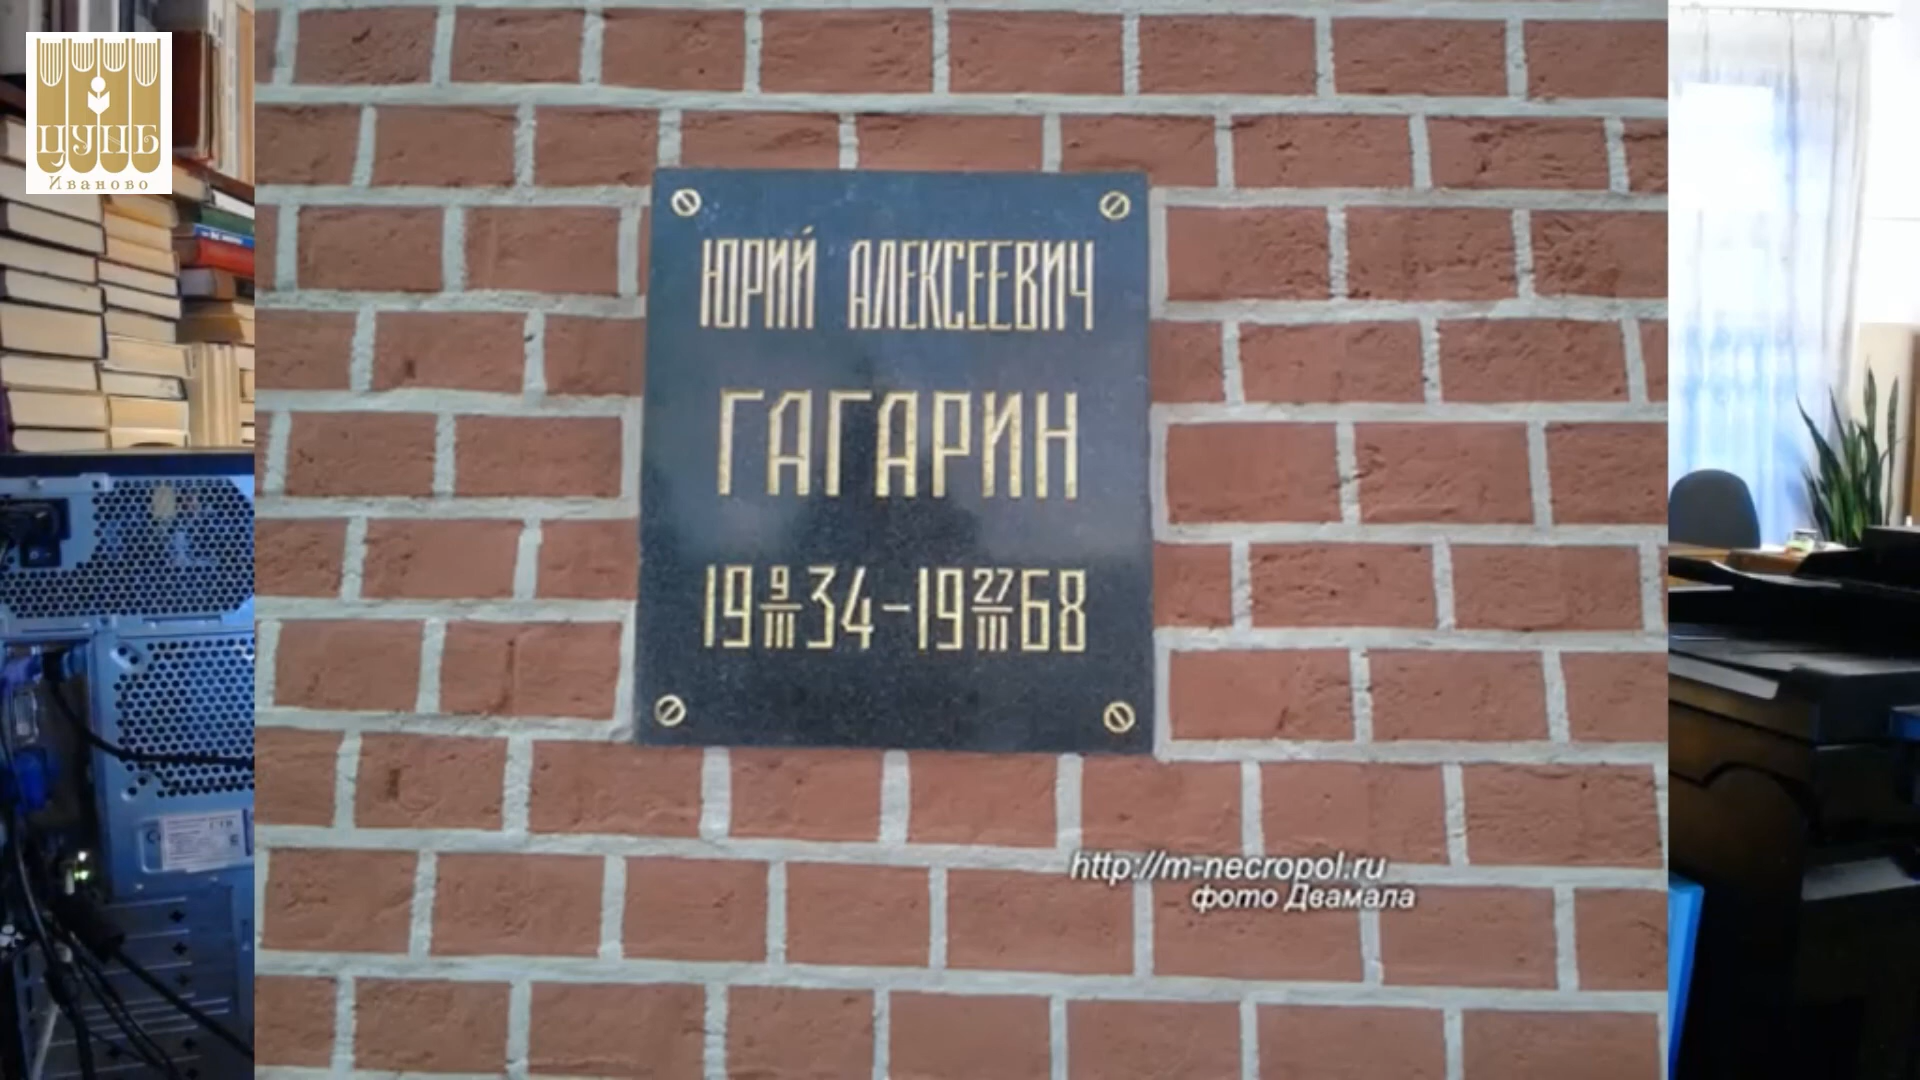 ЦУНБ
Иваново
ЮРИЙ АЛЕКСЕЕВИЧ
ГАГАРИН
19 9/III 34-19 27/III 68
http://m-necropol.ru
фото Двамала